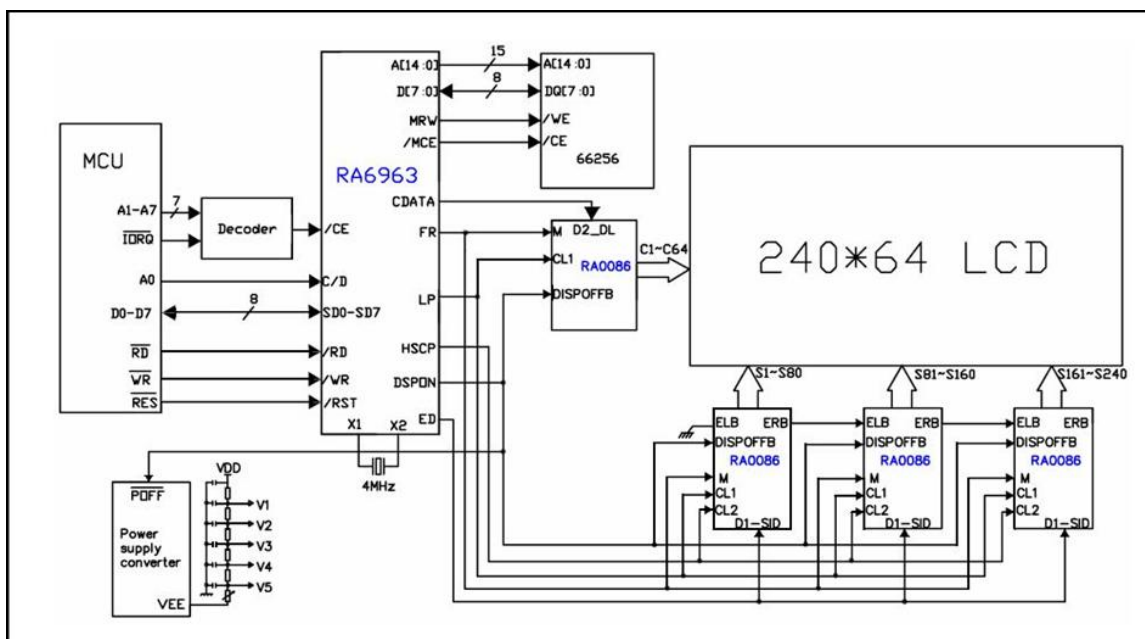 MCU
A1-A7
7
IORQ
A0
D0-D7
8
RD
WR
RES
Decoder
RA6963
/CE
C/D
SD0-SD7
/RD
/WR
/RST
X1
X2
4MHz
A[14:0]
D[7:0]
MRW
/MCE
CDATA
FR
LP
HSCP
DSPON
ED
15
8
A[14:0]
DQ[7:0]
/WE
/CE
66256
D2_DL
M
RA0086
CL1
DISPOFFB
C1~C64
240*64 LCD
S1~S80
S81~S160
S161~S240
ELB
ERB
DISPOFFB
RA0086
M
CL1
CL2
D1-SID
ELB
ERB
DISPOFFB
RA0086
M
CL1
CL2
D1-SID
ELB
ERB
DISPOFFB
RA0086
M
CL1
CL2
D1-SID
POFF
Power
supply
converter
VEE
VDD
V1
V2
V3
V4
V5